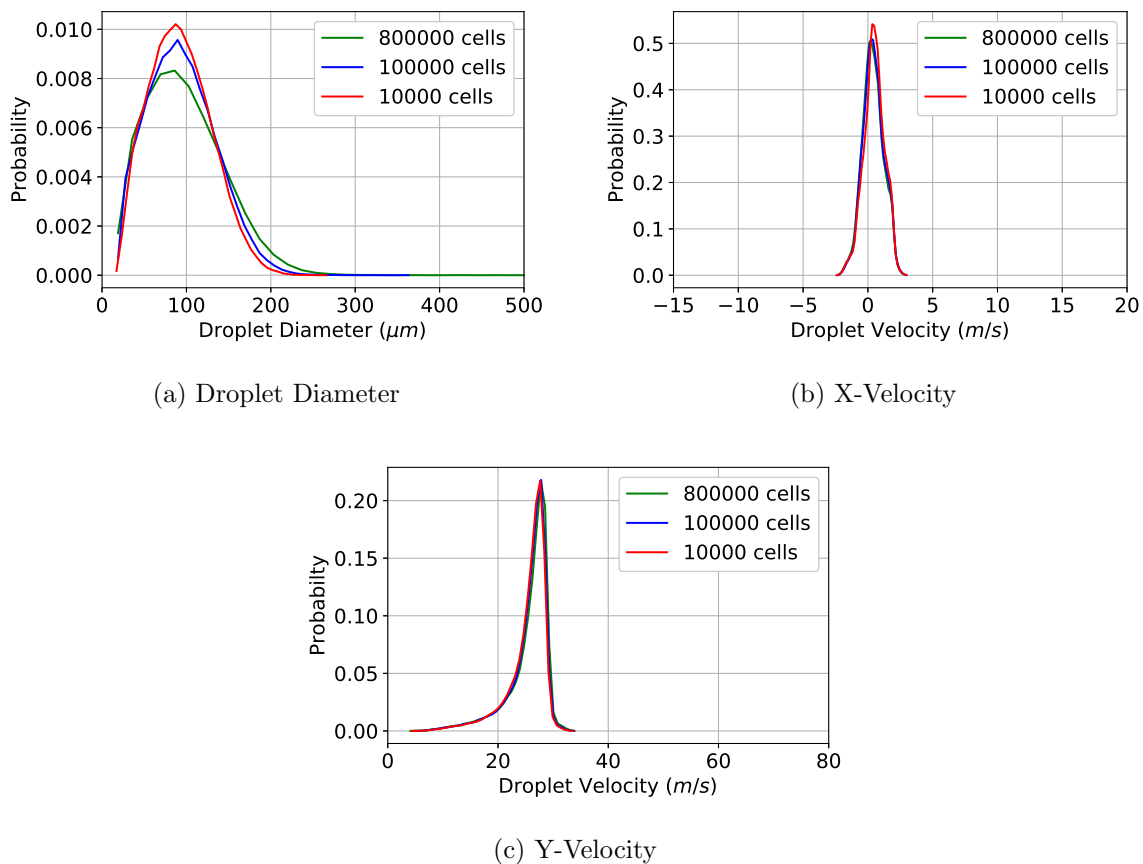 0.010
0.008
0.006
0.004
0.002
0.000
Probability
0
100
200
300
400
500
Droplet Diameter (μm)
800000 cells
100000 cells
10000 cells
(a) Droplet Diameter
0.5
0.4
0.3
0.2
0.1
0.0
Probability
−15
−10
−5
0
5
10
15
20
Droplet Velocity (m/s)
800000 cells
100000 cells
10000 cells
(b) X-Velocity
0.20
0.15
0.10
0.05
0.00
Probabilty
0
20
40
60
80
Droplet Velocity (m/s)
800000 cells
100000 cells
10000 cells
(c) Y-Velocity